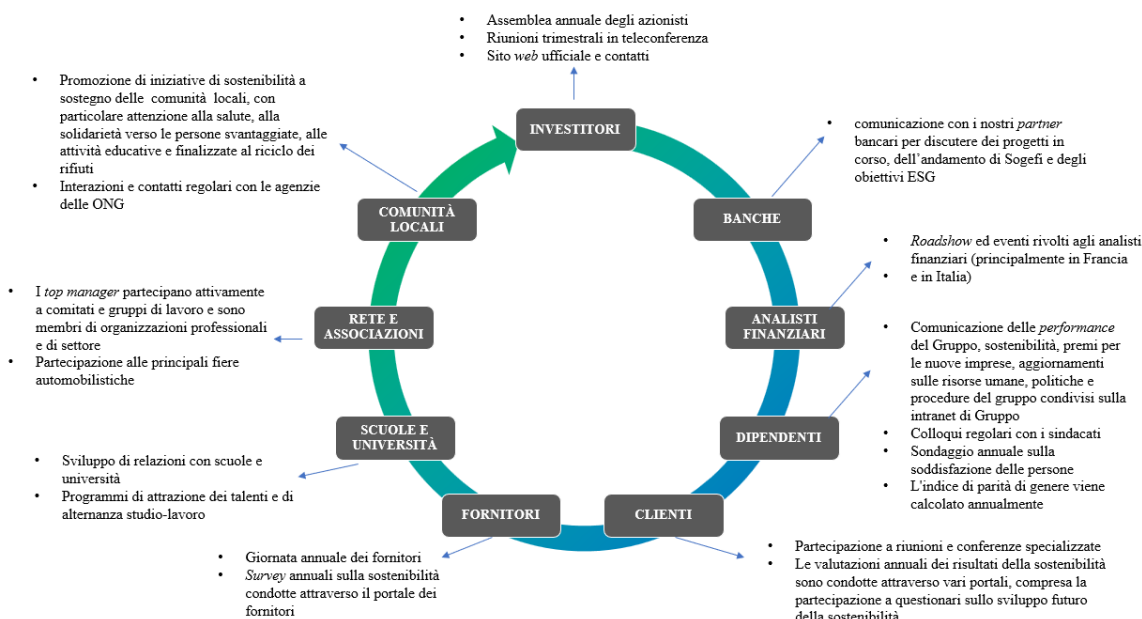 • Assemblea annuale degli azionisti
• Riunioni trimestrali in teleconferenza
• Sito web ufficiale e contatti
INVESTITORI
• comunicazione con i nostri partner
bancari per discutere dei progetti in
corso, dell'andamento di Sogefi e degli
obiettivi ESG
BANCHE
• Roadshow ed eventi rivolti agli analisti
finanziari (principalmente in Francia
• e in Italia)
ANALISTI
FINANZIARI
• Comunicazione delle performance
del Gruppo, sostenibilità, premi per
le nuove imprese, aggiornamenti
sulle risorse umane, politiche e
procedure del gruppo condivisi sulla
intranet di Gruppo
• Colloqui regolari con i sindacati
• Sondaggio annuale sulla
soddisfazione delle persone
• L'indice di parità di genere viene
calcolato annualmente
DIPENDENTI
CLIENTI
• Partecipazione a riunioni e conferenze specializzate
• Le valutazioni annuali dei risultati della sostenibilità
sono condotte attraverso vari portali, compresa la
partecipazione a questionari sullo sviluppo futuro
della sostenibilità
FORNITORI
Giornata annuale dei fornitori
• Survey annuali sulla sostenibilità
condotte attraverso il portale dei
fornitori
SCUOLE E
UNIVERSITÀ
• Sviluppo di relazioni con scuole e
università
• Programmi di attrazione dei talenti e di
alternanza studio-lavoro
RETE E
ASSOCIAZIONI
• I top manager partecipano attivamente
a comitati e gruppi di lavoro e sono
membri di organizzazioni professionali
e di settore
• Partecipazione alle principali fiere
automobilistiche
COMUNITÀ
LOCALI
• Promozione di iniziative di sostenibilità a
sostegno delle comunità locali, con
particolare attenzione alla salute, alla
solidarietà verso le persone svantaggiate, alle
attività educative e finalizzate al riciclo dei
rifiuti
• Interazioni e contatti regolari con le agenzie
delle ONG